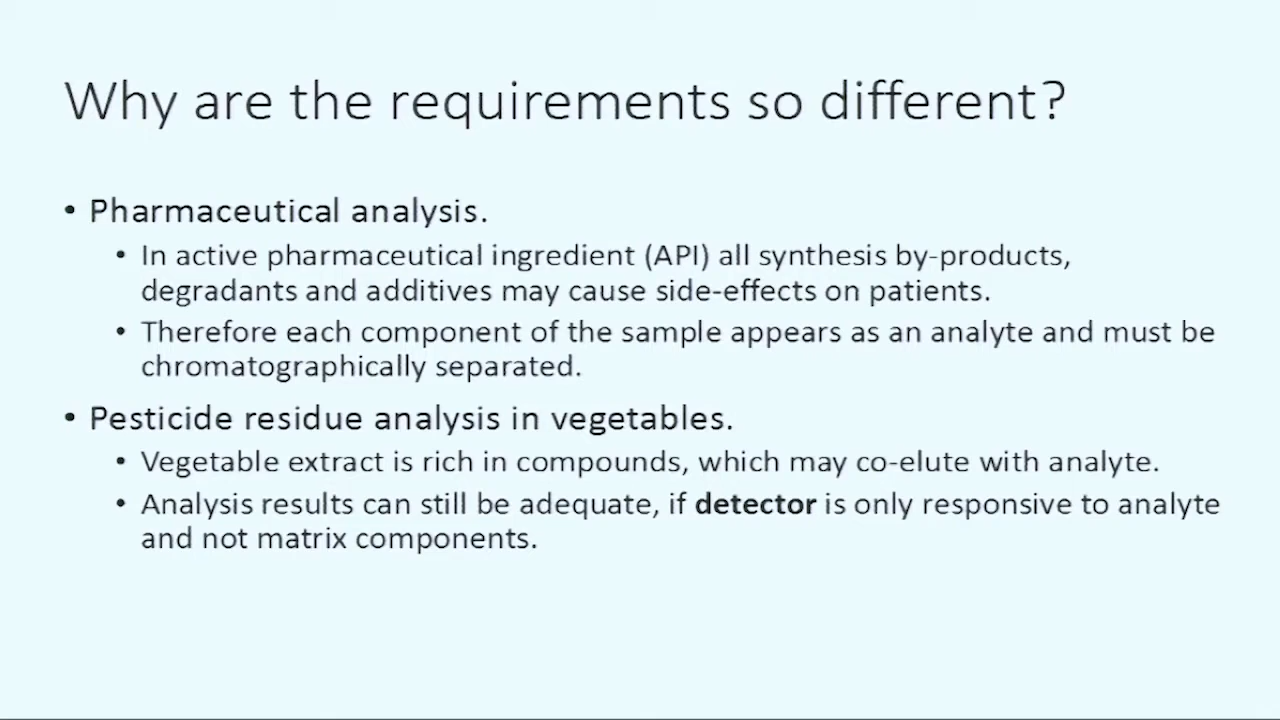 Why are the requirements so different?
• Pharmaceutical analysis.
• In active pharmaceutical ingredient (API) all synthesis by-products,
degradants and additives may cause side-effects on patients.
• Therefore each component of the sample appears as an analyte and must be
chromatographically separated.
• Pesticide residue analysis in vegetables.
• Vegetable extract is rich in compounds, which may co-elute with analyte.
• Analysis results can still be adequate, if detector is only responsive to analyte
and not matrix components.